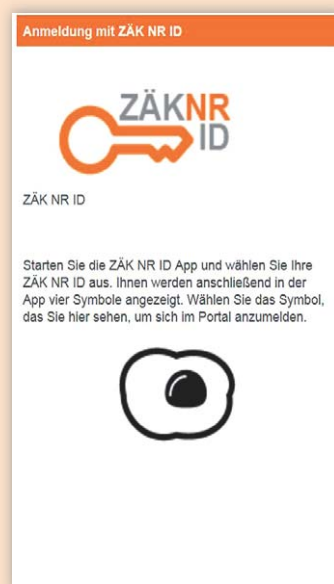 Anmeldung mit ZÄK NR ID
ZÄKNR
ID
ZÄK NR ID
Starten Sie die ZÄK NR ID App und wählen Sie Ihre
ZÄK NR ID aus. Ihnen werden anschließend in der
App vier Symbole angezeigt. Wählen Sie das Symbol,
das Sie hier sehen, um sich im Portal anzumelden.